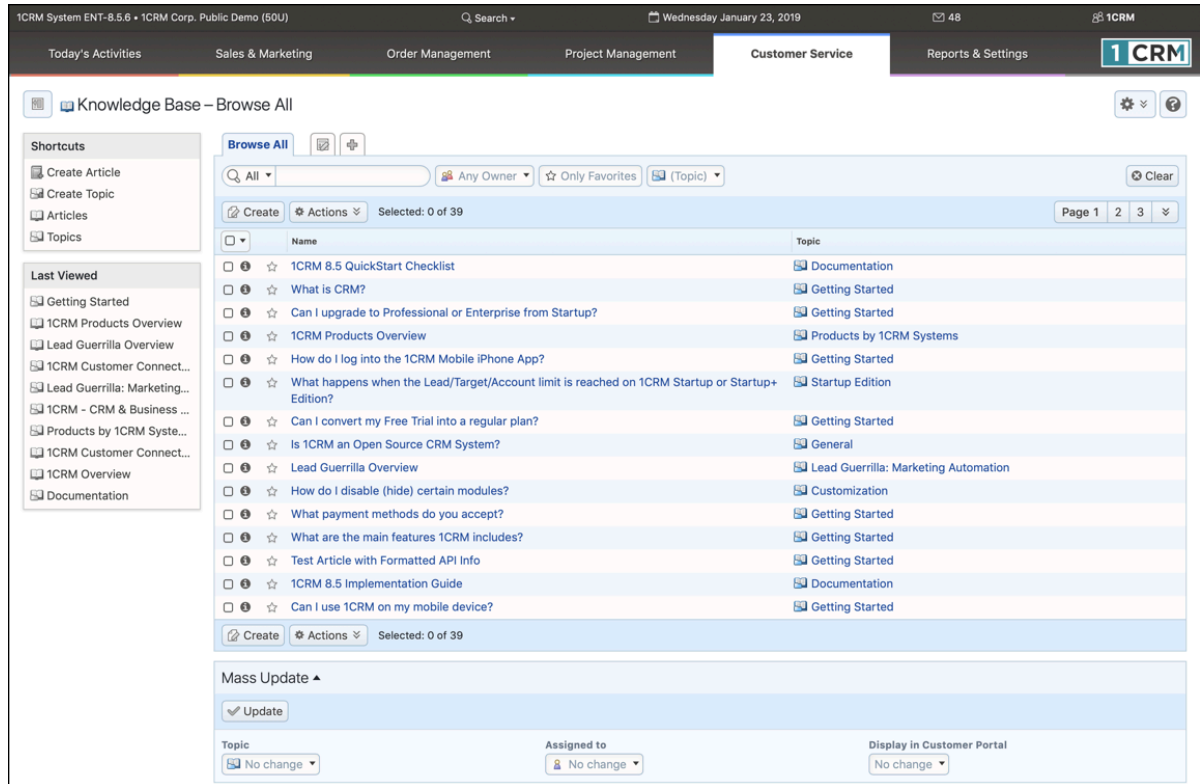 1CRM System ENT-8.5.6 • 1CRM Corp. Public Demo (50U)
Search
Wednesday January 23, 2019
48
1CRM
Today's Activities
Sales & Marketing
Order Management
Project Management
Customer Service
Reports & Settings
1 CRM
Knowledge Base – Browse All
Shortcuts
Create Article
Create Topic
Articles
Topics
Last Viewed
Getting Started
1CRM Products Overview
Lead Guerrilla Overview
1CRM Customer Connect...
Lead Guerrilla: Marketing...
1CRM - CRM & Business ...
Products by 1CRM Syste...
1CRM Customer Connect...
1CRM Overview
Documentation
Browse All
All
Any Owner
Only Favorites
(Topic)
Clear
Create
Actions
Selected: 0 of 39
Page 1
2
3
Name
Topic
1CRM 8.5 QuickStart Checklist
Documentation
What is CRM?
Getting Started
Can I upgrade to Professional or Enterprise from Startup?
Getting Started
1CRM Products Overview
Products by 1CRM Systems
How do I log into the 1CRM Mobile iPhone App?
Getting Started
What happens when the Lead/Target/Account limit is reached on 1CRM Startup or Startup+
Edition?
Startup Edition
Can I convert my Free Trial into a regular plan?
Getting Started
Is 1CRM an Open Source CRM System?
General
Lead Guerrilla Overview
Lead Guerrilla: Marketing Automation
How do I disable (hide) certain modules?
Customization
What payment methods do you accept?
Getting Started
What are the main features 1CRM includes?
Getting Started
Test Article with Formatted API Info
Getting Started
1CRM 8.5 Implementation Guide
Documentation
Can I use 1CRM on my mobile device?
Getting Started
Create
Actions
Selected: 0 of 39
Mass Update
Update
Topic
No change
Assigned to
No change
Display in Customer Portal
No change